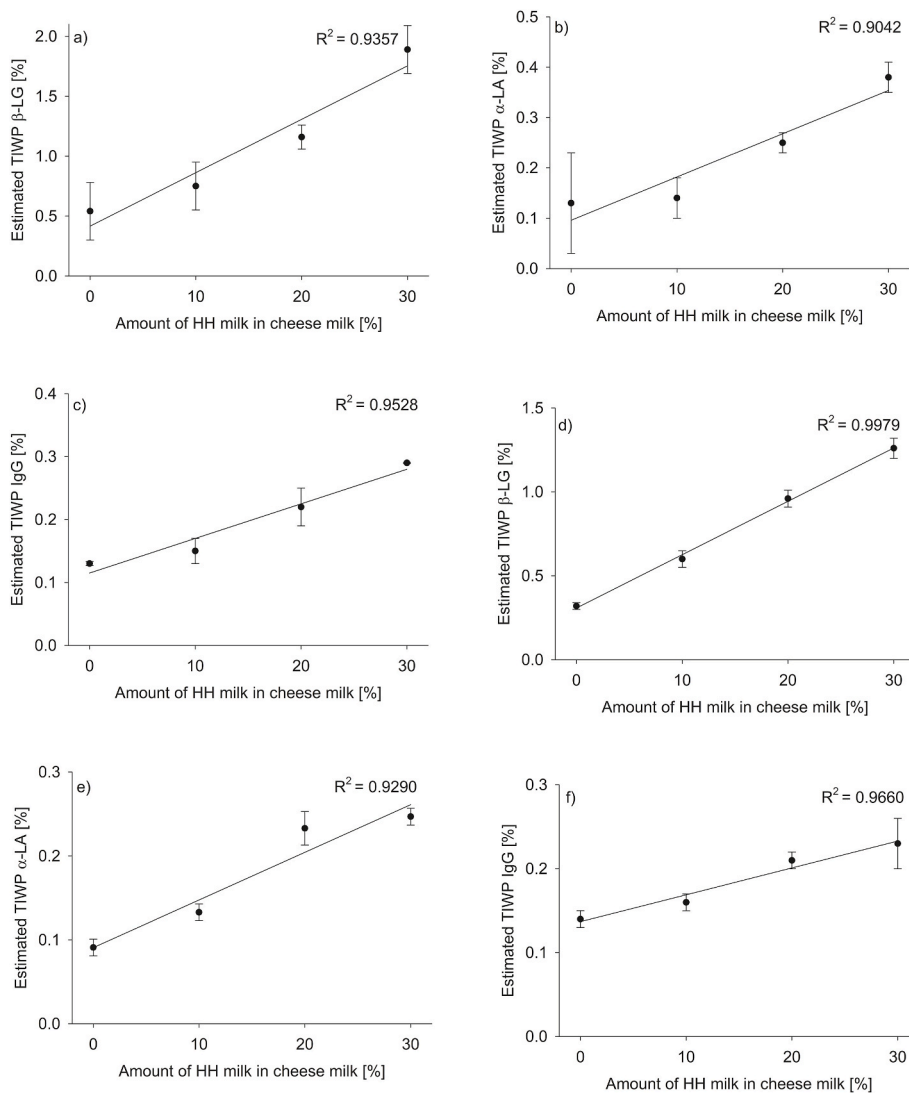 a)
R² = 0.9357
Estimated TIWP β-LG [%]
2.0
1.5
1.0
0.5
0.0
0 10 20 30
Amount of HH milk in cheese milk [%]
b)
R² = 0.9042
Estimated TIWP α-LA [%]
0.5
0.4
0.3
0.2
0.1
0.0
0 10 20 30
Amount of HH milk in cheese milk [%]
c)
R² = 0.9528
Estimated TIWP IgG [%]
0.4
0.3
0.2
0.1
0.0
0 10 20 30
Amount of HH milk in cheese milk [%]
d)
R² = 0.9979
Estimated TIWP β-LG [%]
1.5
1.0
0.5
0.0
0 10 20 30
Amount of HH milk in cheese milk [%]
e)
R² = 0.9290
Estimated TIWP α-LA [%]
0.3
0.2
0.1
0.0
0 10 20 30
Amount of HH milk in cheese milk [%]
f)
R² = 0.9660
Estimated TIWP IgG [%]
0.3
0.2
0.1
0.0
0 10 20 30
Amount of HH milk in cheese milk [%]